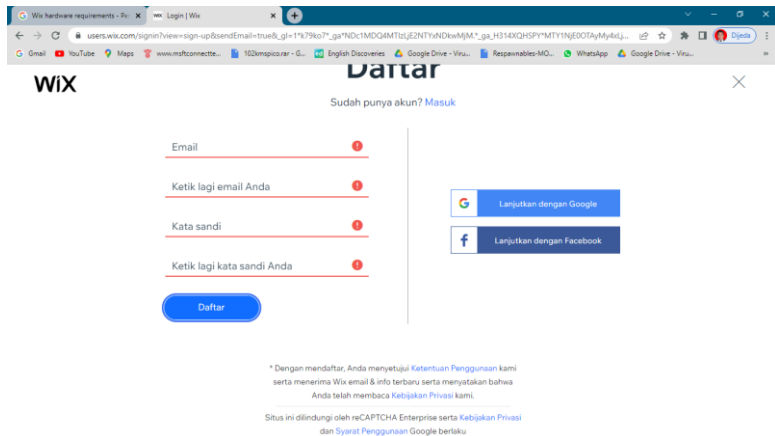 Wix hardware requirements - Pen
WIX Login | Wix
users.wix.com/signin?view=sign-up&sendEmail=true&_gl=1*k79ko7*_ga*
Dijeda
Gmail
YouTube
Maps
www.msftconnectte...
102kmspico.rar - G...
English Discoveries
Google Drive - Viru...
Respawnables-MO...
WhatsApp
Google Drive - Viru...
WiX
Daftar
Sudah punya akun? Masuk
Email
Ketik lagi email Anda
Kata sandi
Ketik lagi kata sandi Anda
Daftar
G Lanjutkan dengan Google
f Lanjutkan dengan Facebook
* Dengan mendaftar, Anda menyetujui Ketentuan Penggunaan kami
serta menerima Wix email & info terbaru serta menyatakan bahwa
Anda telah membaca Kebijakan Privasi kami.
Situs ini dilindungi oleh reCAPTCHA Enterprise serta Kebijakan Privasi
dan Syarat Penggunaan Google berlaku